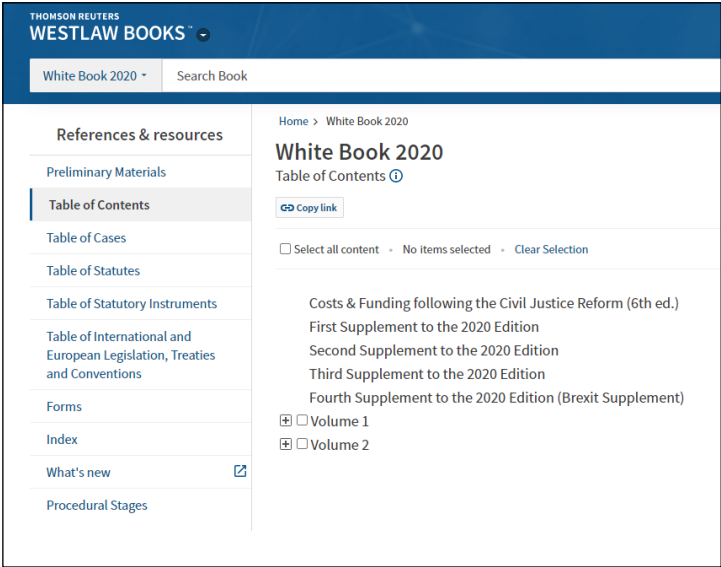 THOMSON REUTERS
WESTLAW BOOKS™
White Book 2020
Search Book
References & resources
Preliminary Materials
Table of Contents
Table of Cases
Table of Statutes
Table of Statutory Instruments
Table of International and
European Legislation, Treaties
and Conventions
Forms
Index
What's new
Procedural Stages
Home > White Book 2020
White Book 2020
Table of Contents
Copy link
Select all content • No items selected • Clear Selection
Costs & Funding following the Civil Justice Reform (6th ed.)
First Supplement to the 2020 Edition
Second Supplement to the 2020 Edition
Third Supplement to the 2020 Edition
Fourth Supplement to the 2020 Edition (Brexit Supplement)
Volume 1
Volume 2